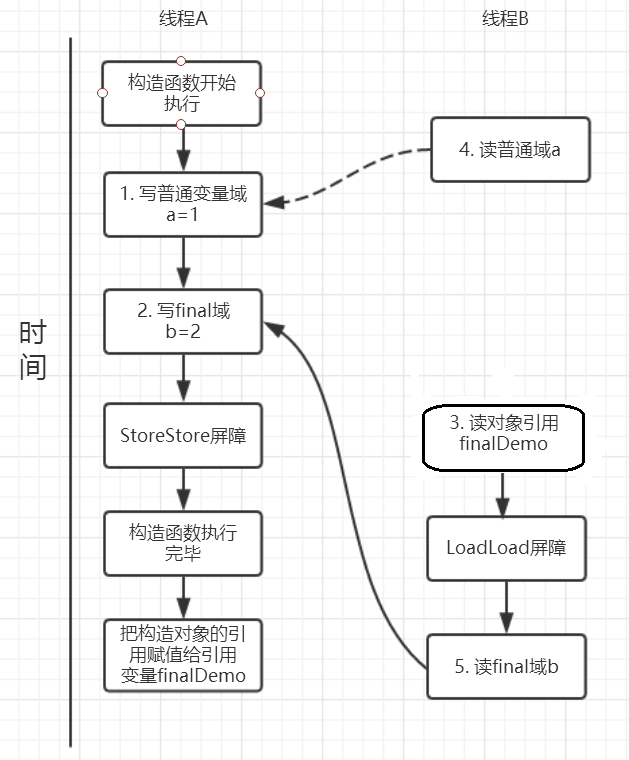 线程A
线程B
构造函数开始
执行
4. 读普通域a
1. 写普通变量域
a=1
2. 写final域
b=2
时
间
StoreStore屏障
3. 读对象引用
finalDemo
构造函数执行
完毕
LoadLoad屏障
把构造对象的引
用赋值给引用
变量finalDemo
5. 读final域b